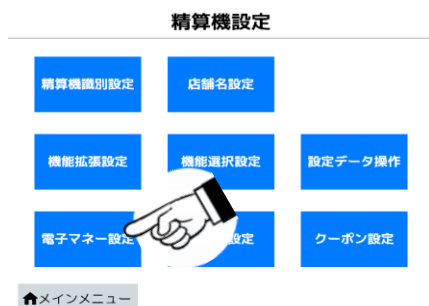 精算機設定
精算機識別設定
店舗名設定
機能拡張設定
機能選択設定
設定データ操作
電子マネー設定
設定
クーポン設定
メインメニュー